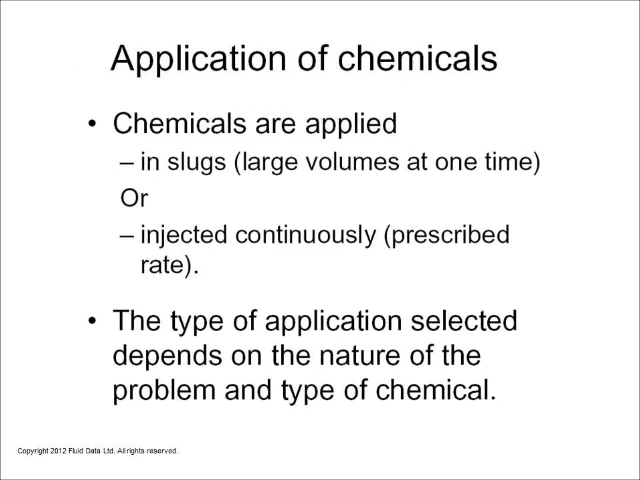 Application of chemicals
• Chemicals are applied
– in slugs (large volumes at one time)
Or
– injected continuously (prescribed
rate).
• The type of application selected
depends on the nature of the
problem and type of chemical.
Copyright 2012 Fluid Data Ltd. All rights reserved.